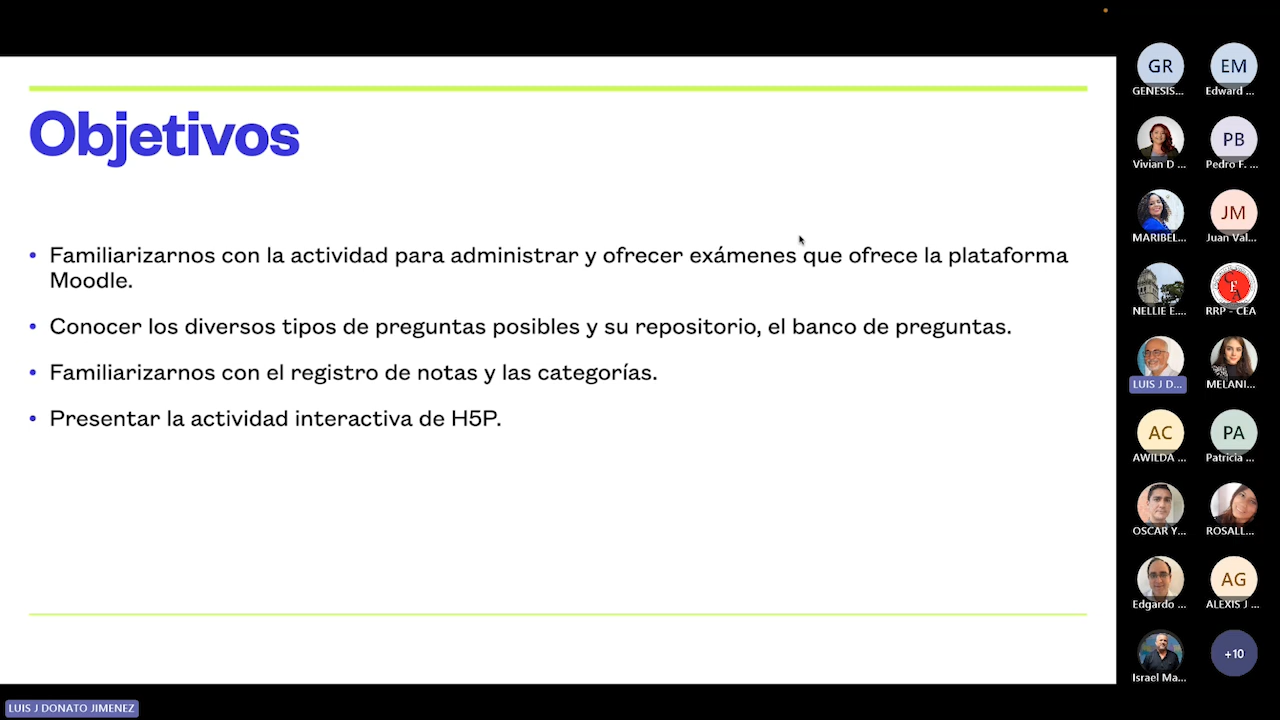 Objetivos
• Familiarizarnos con la actividad para administrar y ofrecer exámenes que ofrece la plataforma
Moodle.
• Conocer los diversos tipos de preguntas posibles y su repositorio, el banco de preguntas.
• Familiarizarnos con el registro de notas y las categorías.
• Presentar la actividad interactiva de H5P.
GR
GENESIS...
EM
Edward ...
Vivian D ...
PB
Pedro F. ...
MARIBEL...
JM
Juan Val...
NELLIE E....
CEA
RRP - CEA
LUIS J D...
MELANI...
AC
AWILDA ...
PA
Patricia ...
OSCAR Y...
ROSALL...
Edgardo ...
AG
ALEXIS J ...
Israel Ma...
+10
LUIS J DONATO JIMENEZ